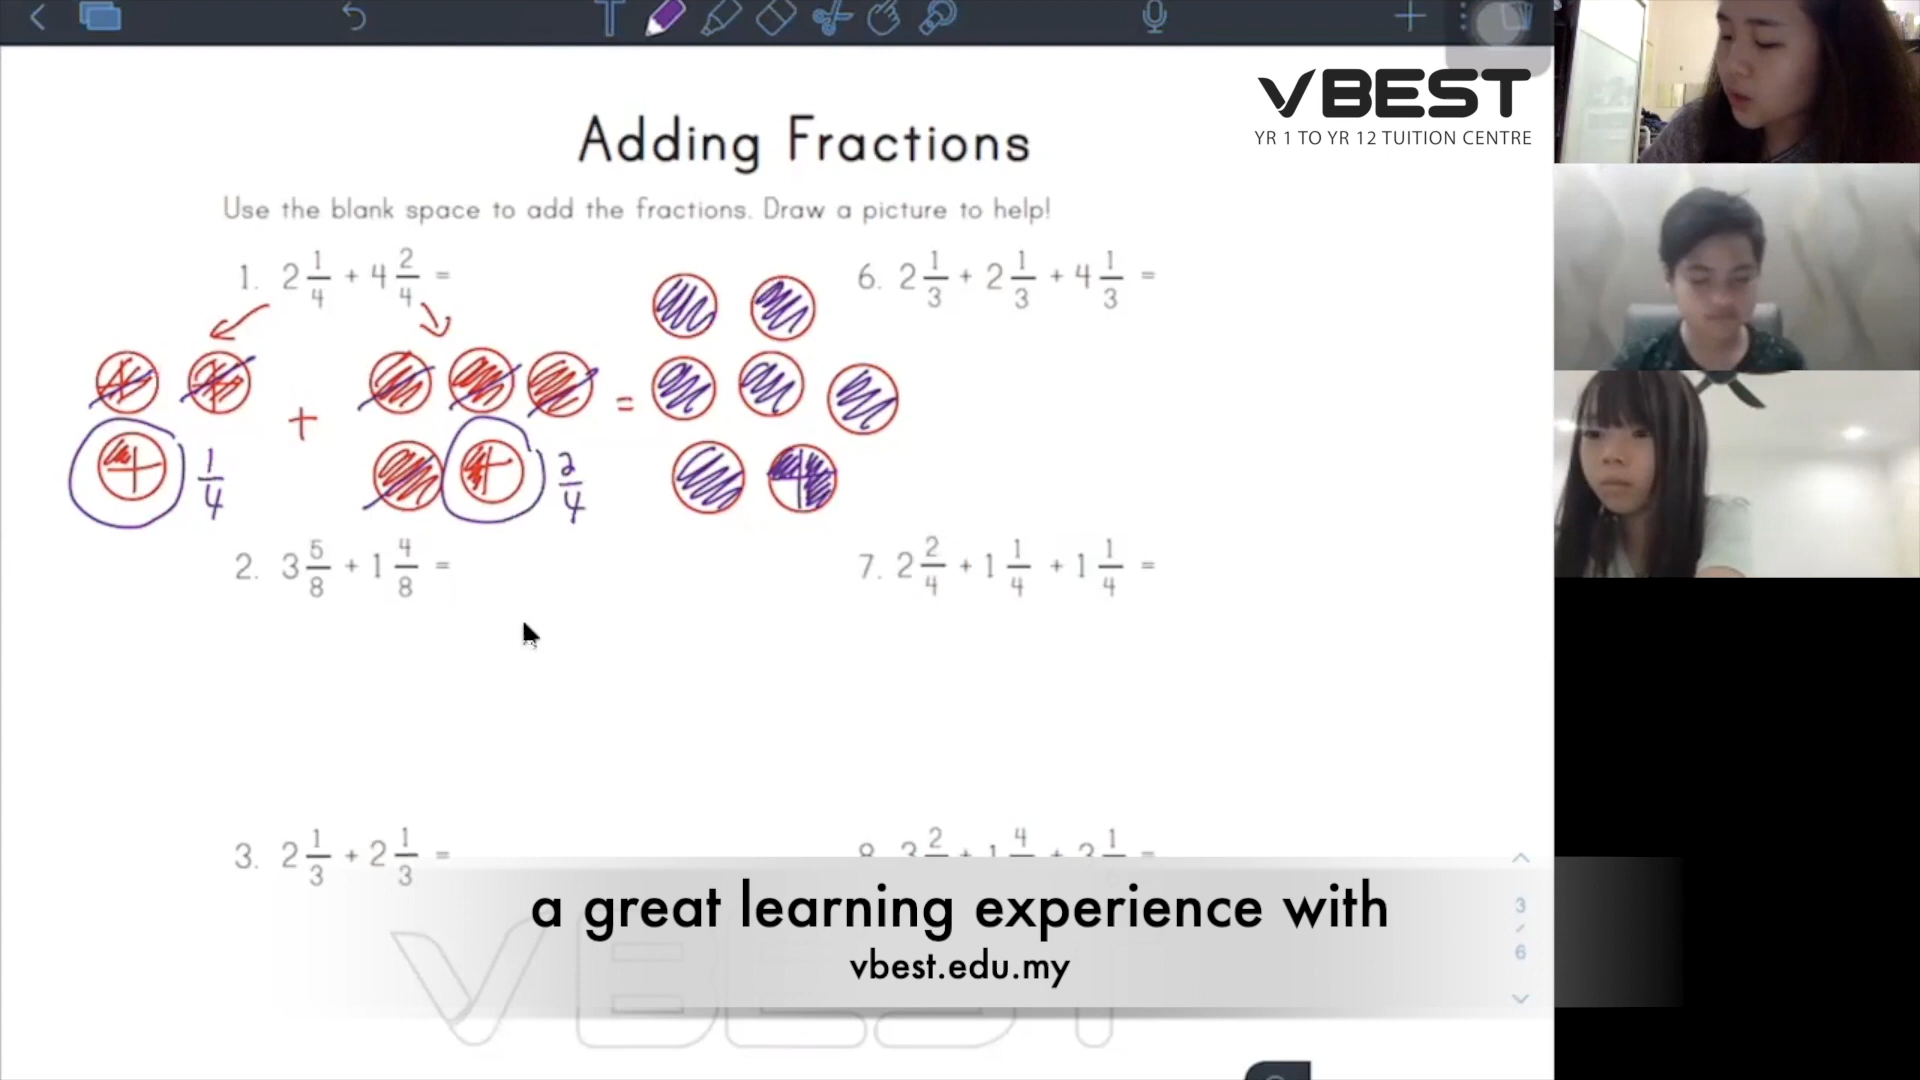 VBEST
YR 1 TO YR 12 TUITION CENTRE
Adding Fractions
Use the blank space to add the fractions. Draw a picture to help!
1. 2 1/4 + 4 2/4 =
6. 2 1/3 + 2 1/3 + 4 1/3 =
+ =
1/4
2/4
2. 3 5/8 + 1 4/8 =
7. 2 2/4 + 1 1/4 + 1 1/4 =
3. 2 1/3 + 2 1/3 =
a great learning experience with
vbest.edu.my
3
/
6
VBEST